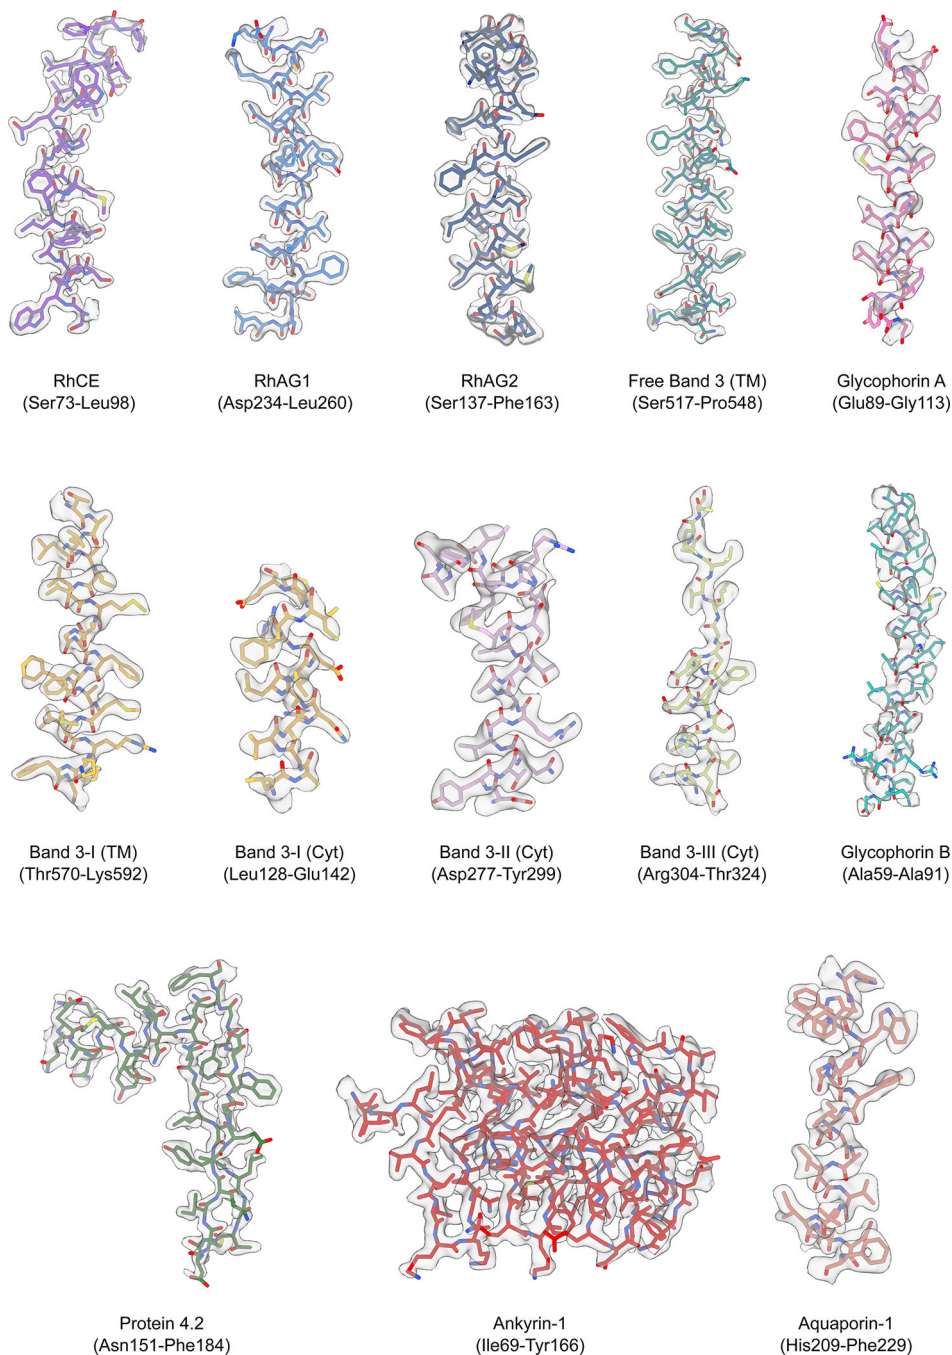 RhCE
(Ser73-Leu98)
RhAG1
(Asp234-Leu260)
RhAG2
(Ser137-Phe163)
Free Band 3 (TM)
(Ser517-Pro548)
Glycophorin A
(Glu89-Gly113)
Band 3-I (TM)
(Thr570-Lys592)
Band 3-I (Cyt)
(Leu128-Glu142)
Band 3-II (Cyt)
(Asp277-Tyr299)
Band 3-III (Cyt)
(Arg304-Thr324)
Glycophorin B
(Ala59-Ala91)
Protein 4.2
(Asn151-Phe184)
Ankyrin-1
(Ile69-Tyr166)
Aquaporin-1
(His209-Phe229)